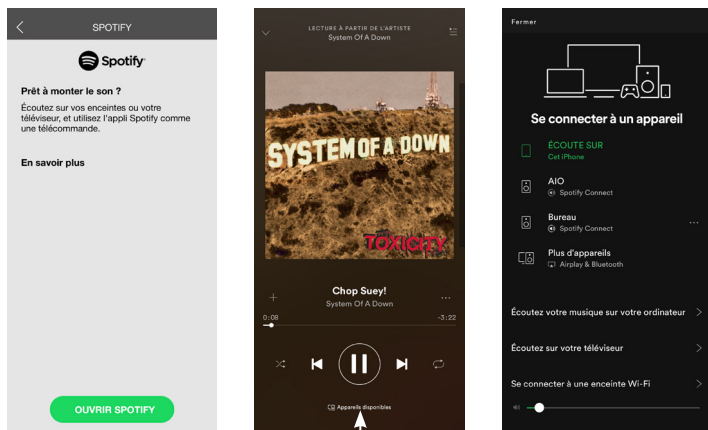 SPOTIFY
Spotify
Prêt à monter le son ?
Écoutez sur vos enceintes ou votre
téléviseur, et utilisez l'appli Spotify comme
une télécommande.
En savoir plus
OUVRIR SPOTIFY
LECTURE À PARTIR DE L'ARTISTE
System Of A Down
SYSTEM OF A DOWN
TOXICITY
Chop Suey!
System Of A Down
0:08
-3:22
Appareils disponibles
Fermer
Se connecter à un appareil
ÉCOUTE SUR
Cet iPhone
AIO
Spotify Connect
Bureau
Spotify Connect
Plus d'appareils
Airplay & Bluetooth
Écoutez votre musique sur votre ordinateur
Écoutez sur votre téléviseur
Se connecter à une enceinte Wi-Fi